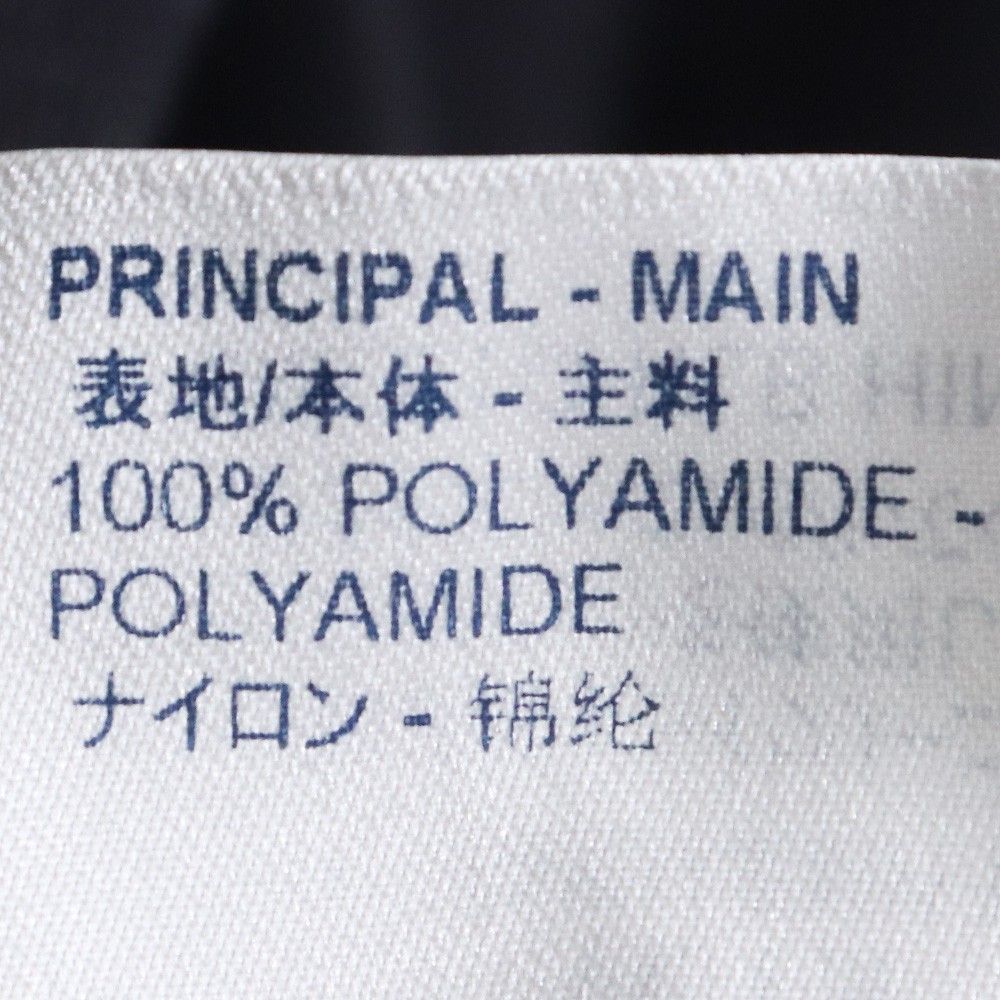 PRINCIPAL - MAIN
表地/本体 - 主料
100% POLYAMIDE -
POLYAMIDE
ナイロン - 锦纶